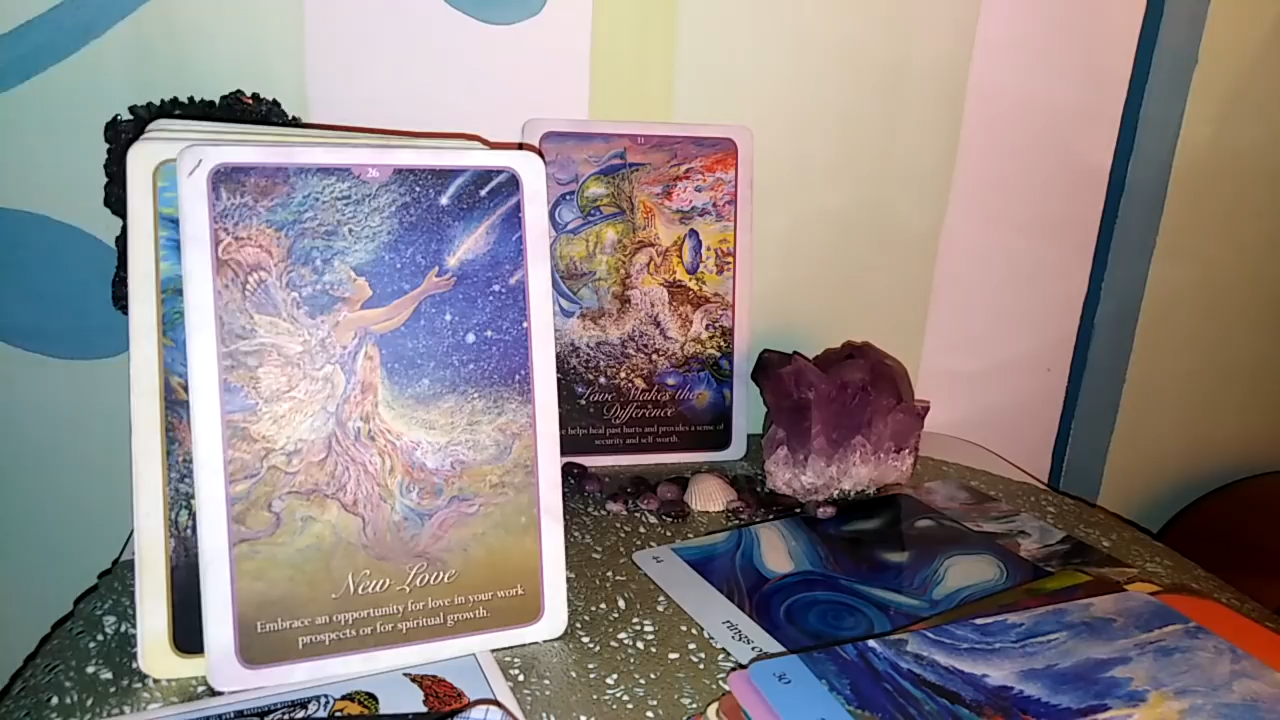 26
New Love
Embrace an opportunity for love in your work
prospects or for spiritual growth.
11
Love Makes the
Difference
helps heal past hurts and provides a sense of
security and self-worth.
44
rings
30